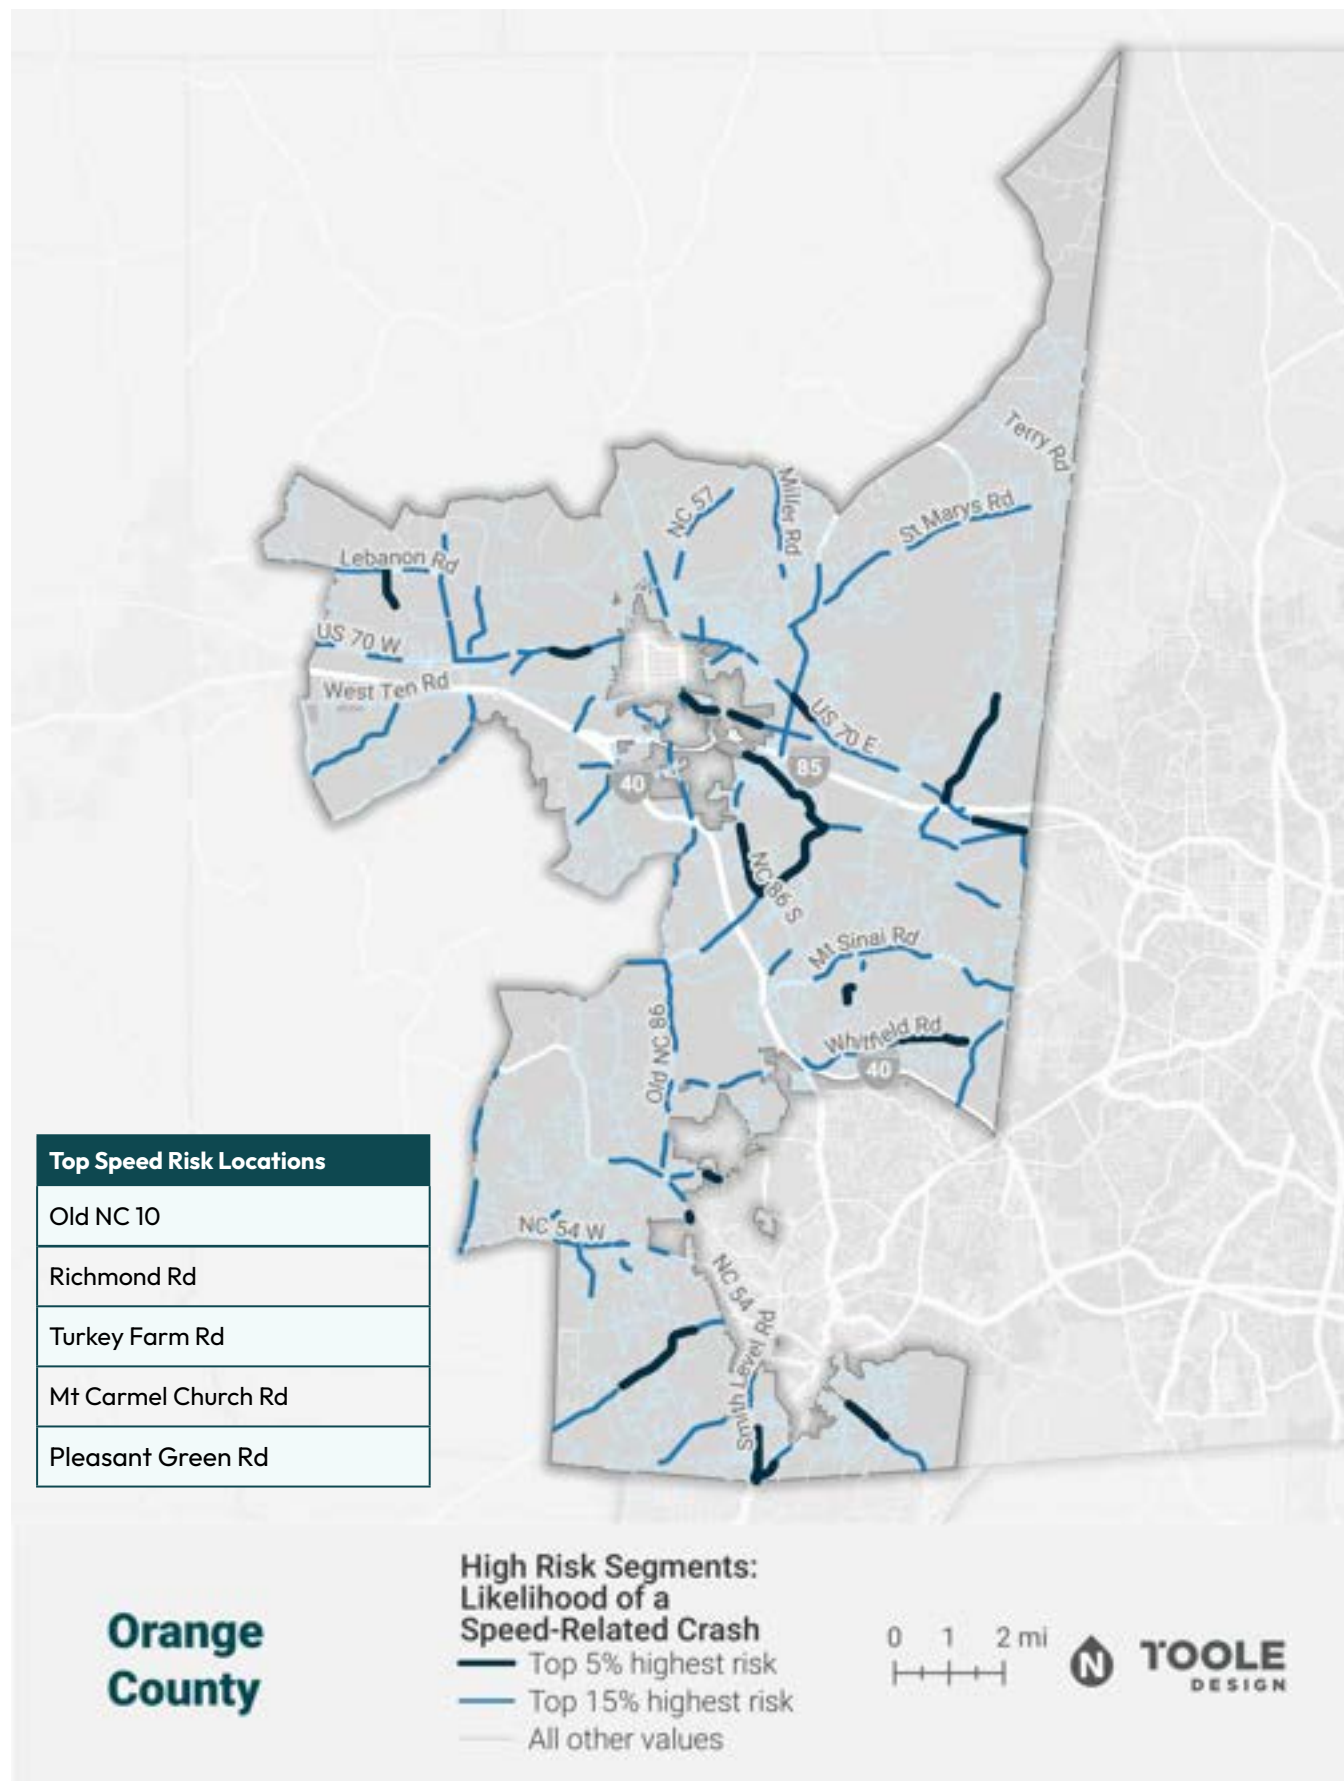 Terry Rd
Miller Rd
NC 57
St Marys Rd
Lebanon Rd
US 70 W
West Ten Rd
US 70 E
85
40
NC 86 S
Mt Sinai Rd
Old NC 86
Whitfield Rd
40
NC 54 W
NC 54
Smith Level Rd
Top Speed Risk Locations
Old NC 10
Richmond Rd
Turkey Farm Rd
Mt Carmel Church Rd
Pleasant Green Rd
Orange
County
High Risk Segments:
Likelihood of a
Speed-Related Crash
Top 5% highest risk
Top 15% highest risk
All other values
0 1 2 mi
N
TOOLE
DESIGN